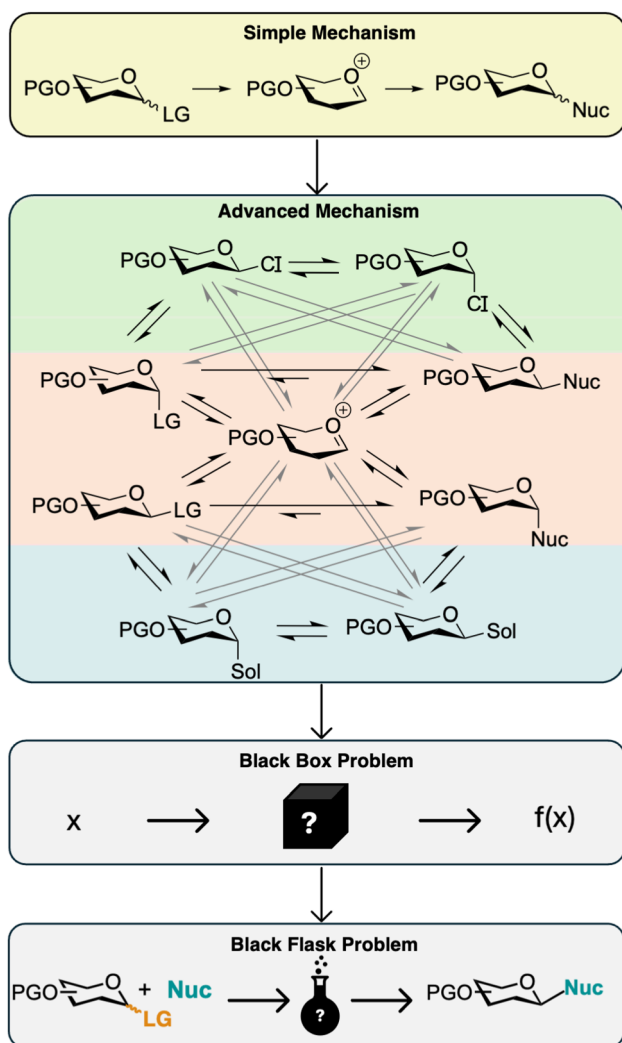 Simple Mechanism
PGO O LG
PGO O +
PGO O Nuc
Advanced Mechanism
PGO O CI
PGO O CI
PGO O LG
PGO O Nuc
PGO O +
PGO O LG
PGO O Nuc
PGO O Sol
PGO O Sol
Black Box Problem
x ? f(x)
Black Flask Problem
PGO O LG + Nuc ? PGO O Nuc